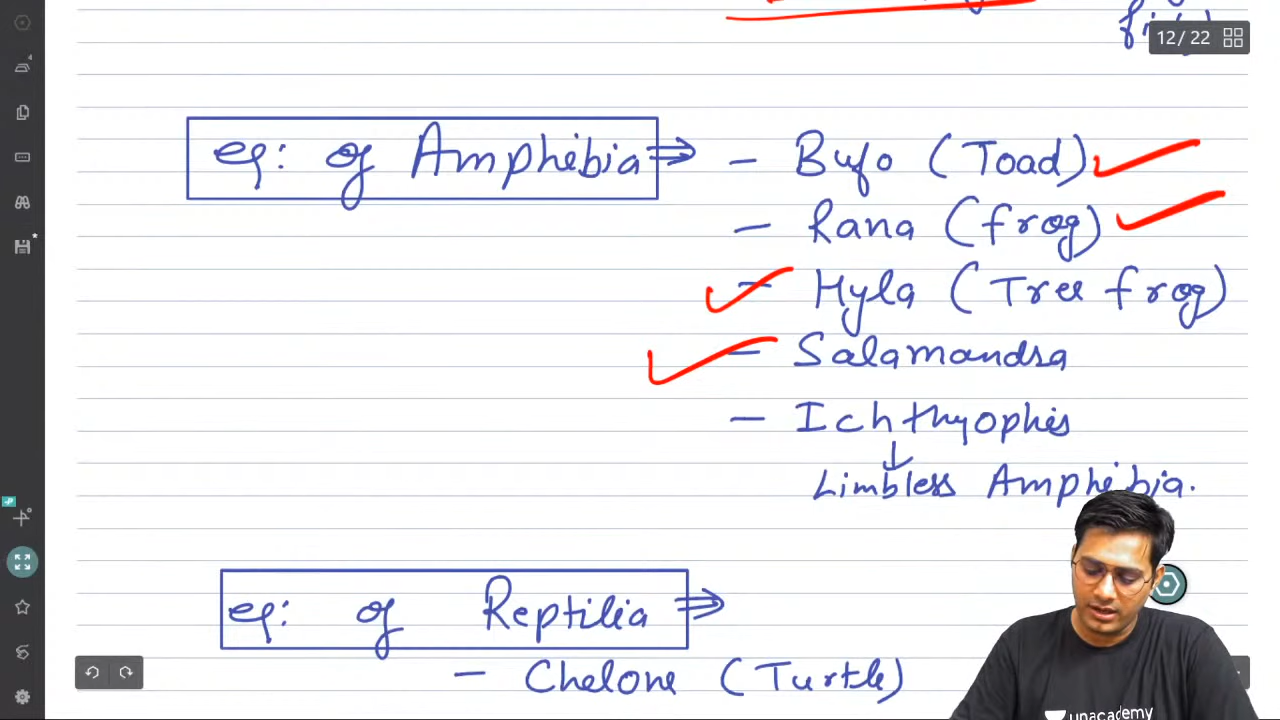 12/ 22
eg: of Amphibia ⇒ - Bufo (Toad)
- Rana (frog)
- Hyla (Tree frog)
- Salamandra
- Ichthyophis
↓
Limbless Amphibia.
eg: of Reptilia ⇒
- Chelone (Turtle)
unacademy